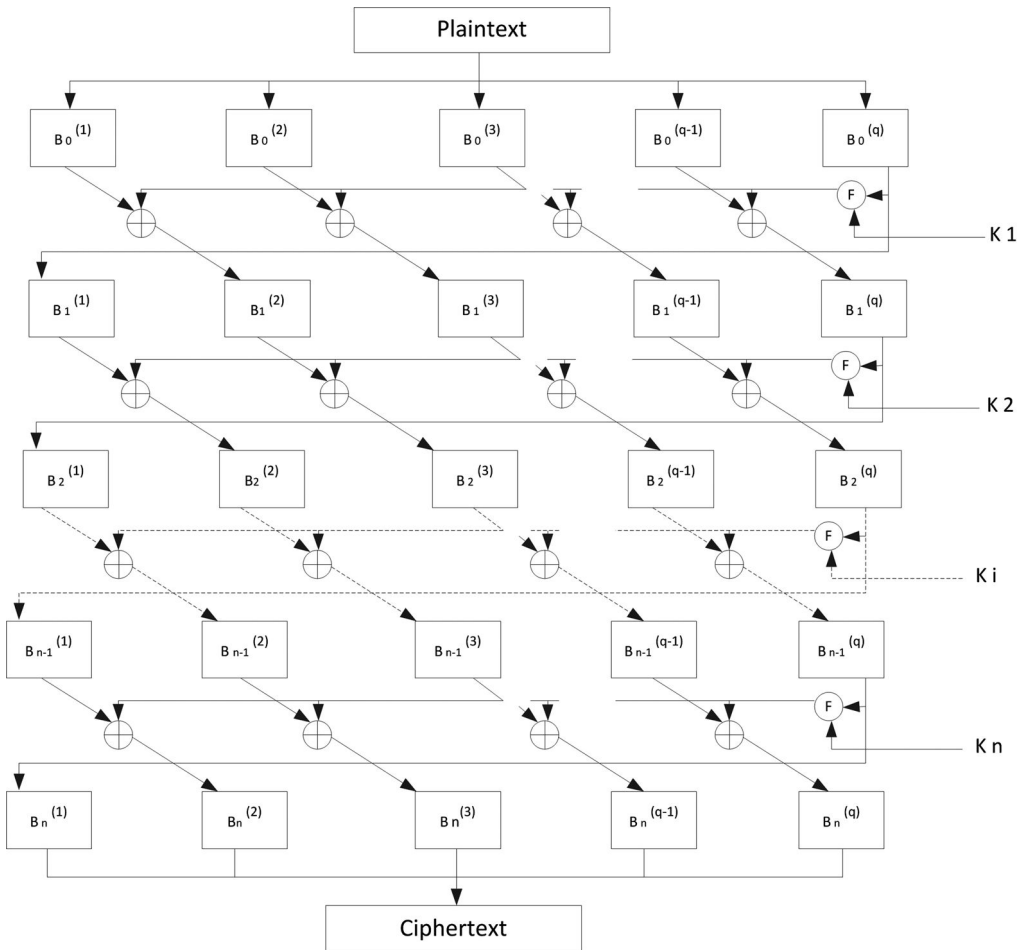 Plaintext
B 0 (1) B 0 (2) B 0 (3) B 0 (q-1) B 0 (q)
F
K 1
B 1 (1) B1 (2) B 1 (3) B 1 (q-1) B 1 (q)
F
K 2
B 2 (1) B2 (2) B 2 (3) B 2 (q-1) B 2 (q)
F
K i
B n-1 (1) B n-1 (2) B n-1 (3) B n-1 (q-1) B n-1 (q)
F
K n
B n (1) Bn (2) B n (3) B n (q-1) B n (q)
Ciphertext